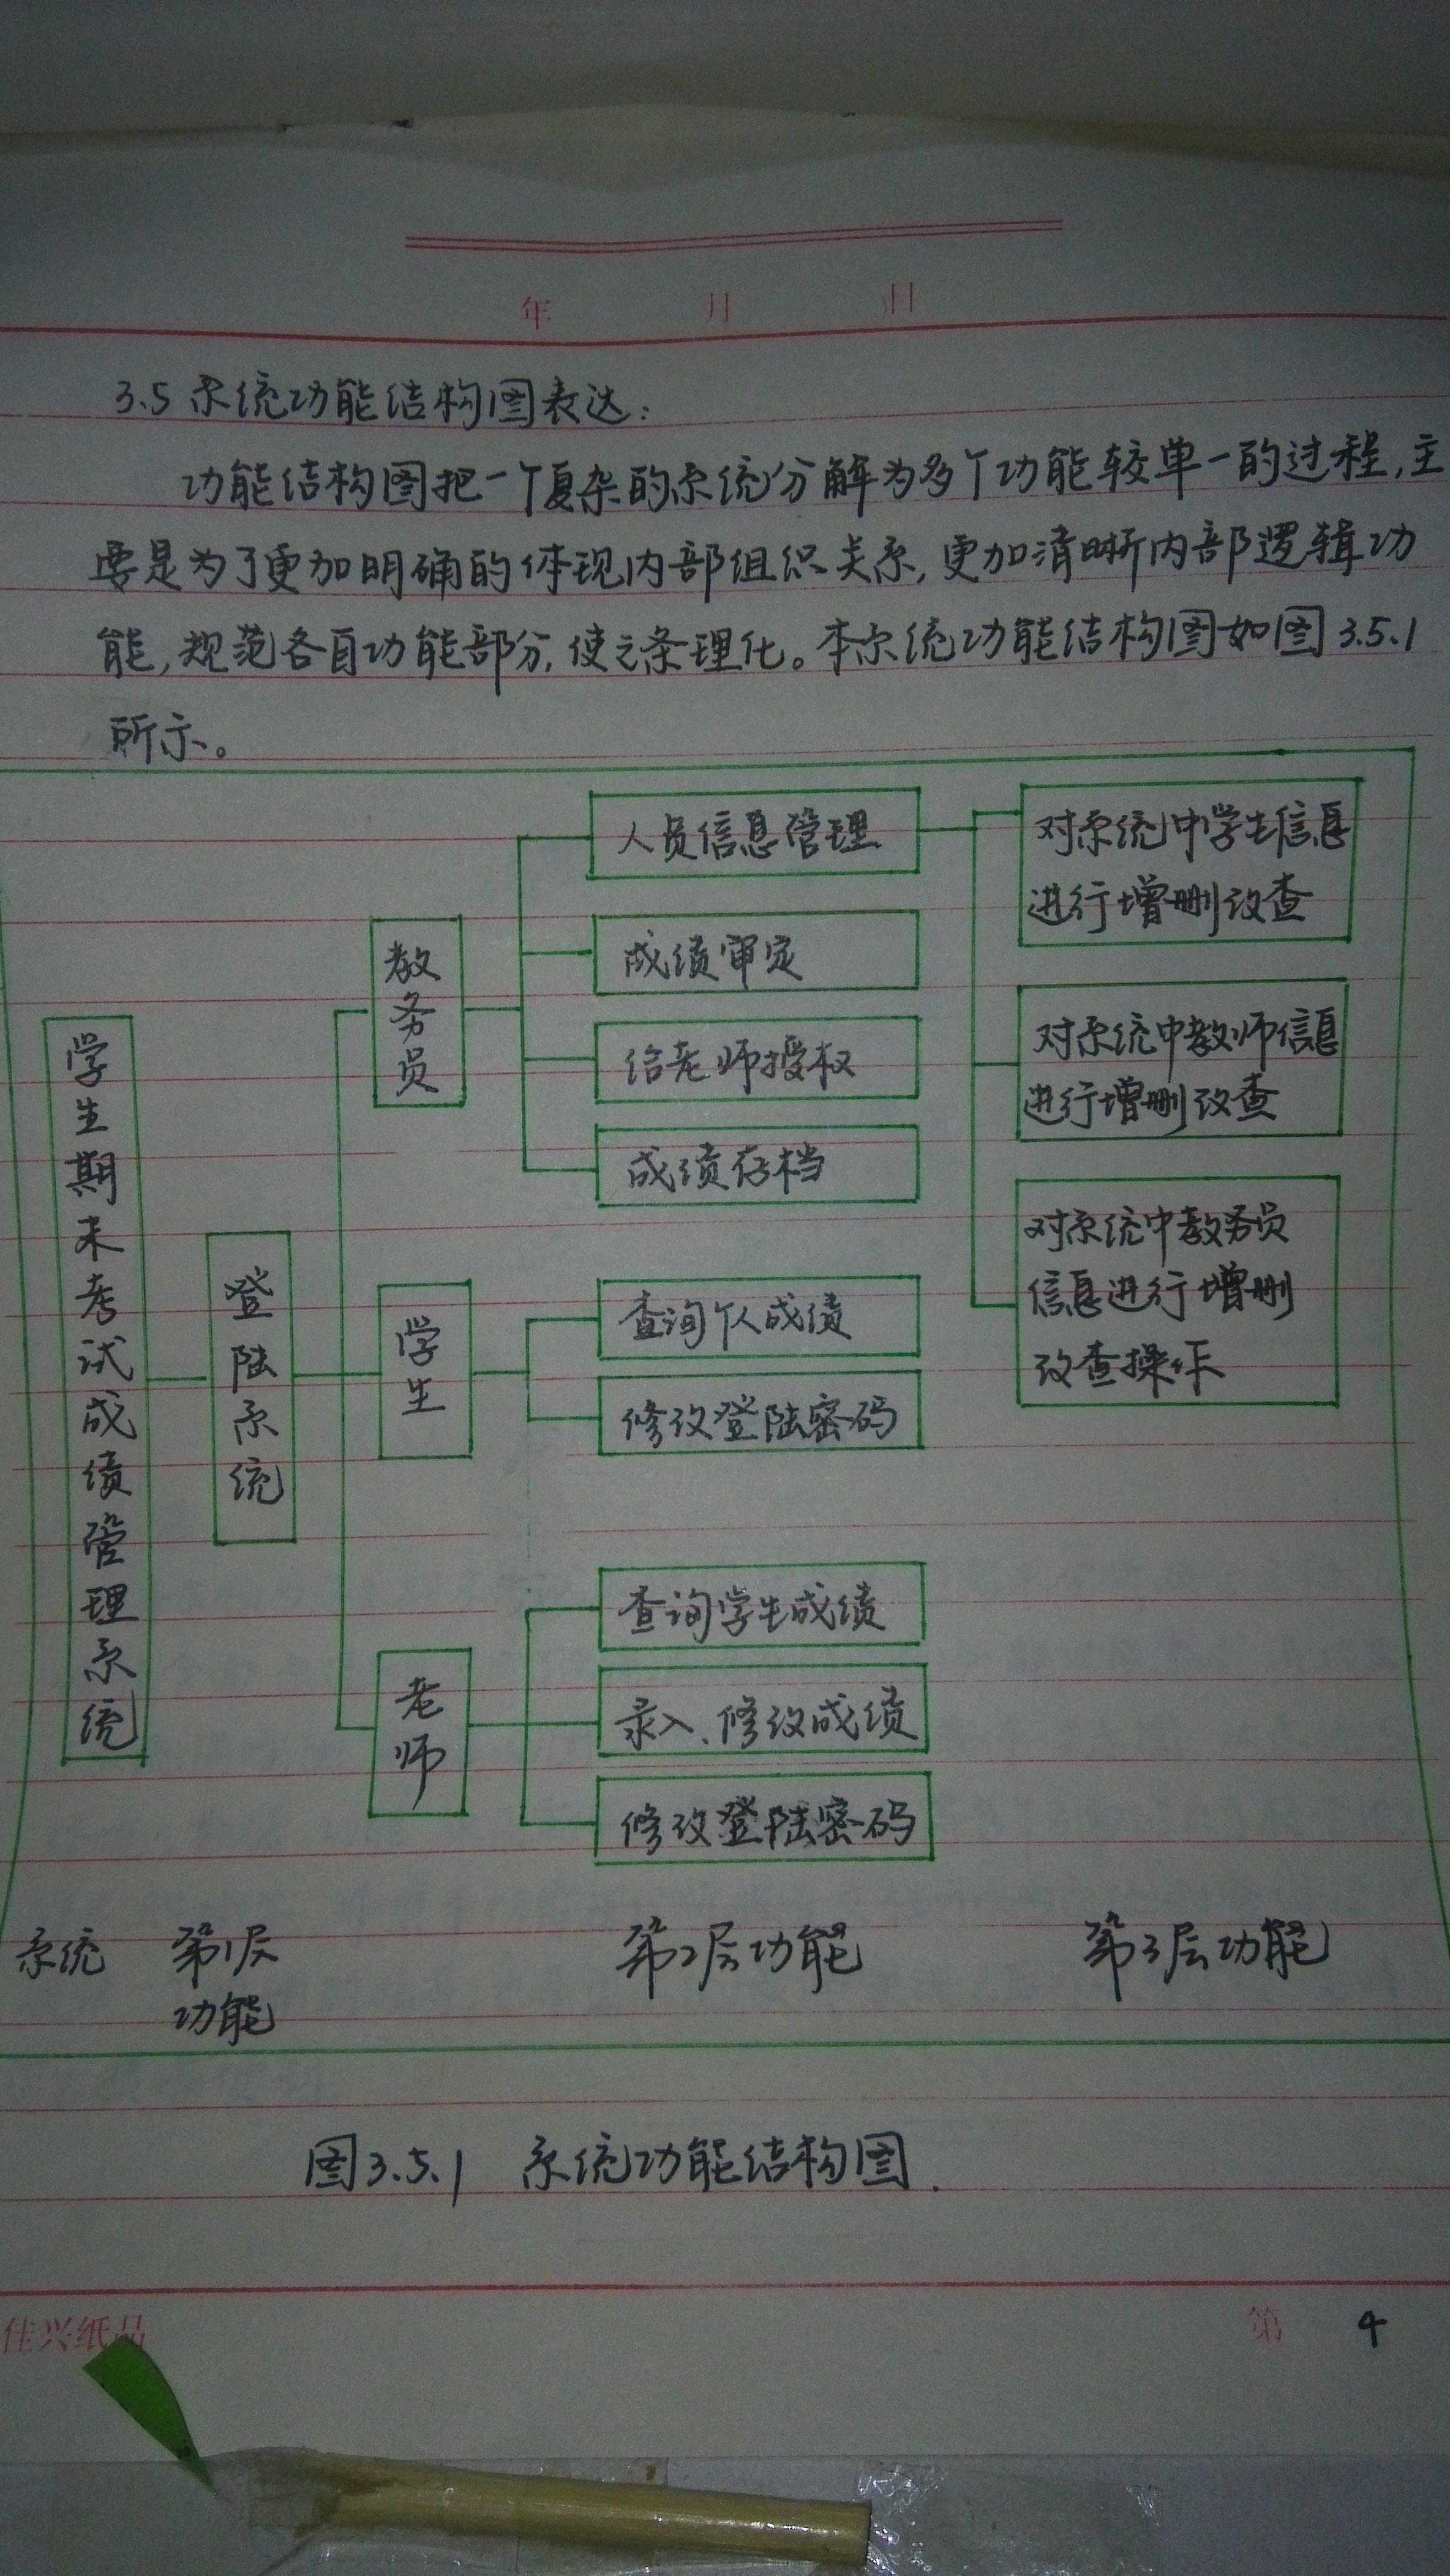 年 月 日
3.5 系统功能结构图表达:
功能结构图把一个复杂的系统分解为多个功能较单一的过程,主
要是为了更加明确的体现内部组织关系,更加清晰内部逻辑功
能,规范各自功能部分,使之条理化。本系统功能结构图如图3.5.1
所示。
学生期末考试成绩管理系统
登陆系统
教务员
人员信息管理
成绩审定
给老师授权
成绩存档
对系统中学生信息
进行增删改查
对系统中教师信息
进行增删改查
对系统中教务员
信息进行增删
改查操作
学生
查询个人成绩
修改登陆密码
老师
查询学生成绩
录入、修改成绩
修改登陆密码
系统 第1层 第2层功能 第3层功能
功能
图3.5.1 系统功能结构图.
佳兴纸品 第 4